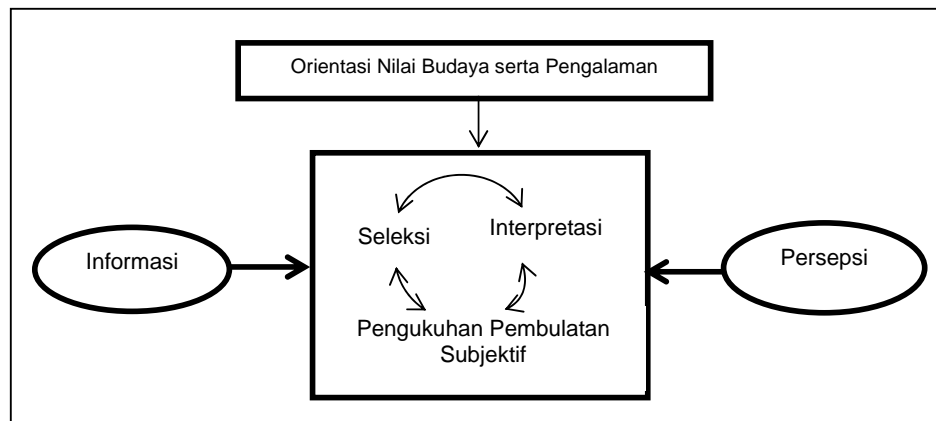 Orientasi Nilai Budaya serta Pengalaman
Seleksi
Interpretasi
Informasi
Persepsi
Pengukuhan Pembulatan
Subjektif